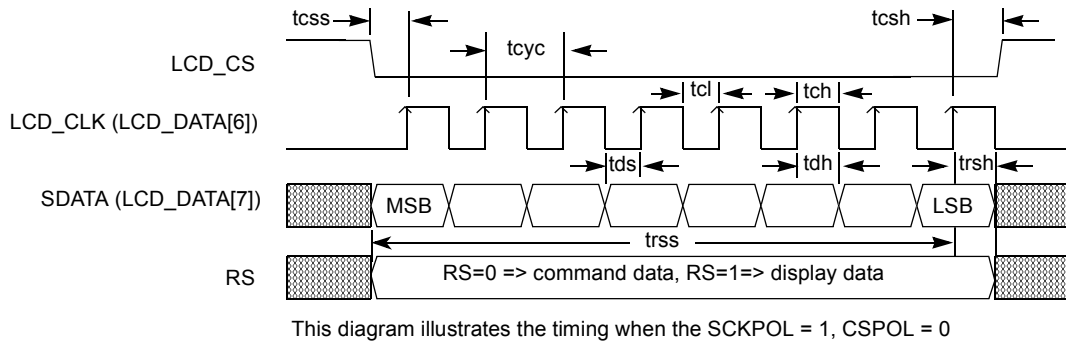 tcss
tcsh
LCD_CS
tcyc
tcl
tch
LCD_CLK (LCD_DATA[6])
tds
tdh
trsh
SDATA (LCD_DATA[7])
MSB
LSB
trss
RS
RS=0 => command data, RS=1=> display data
This diagram illustrates the timing when the SCKPOL = 1, CSPOL = 0